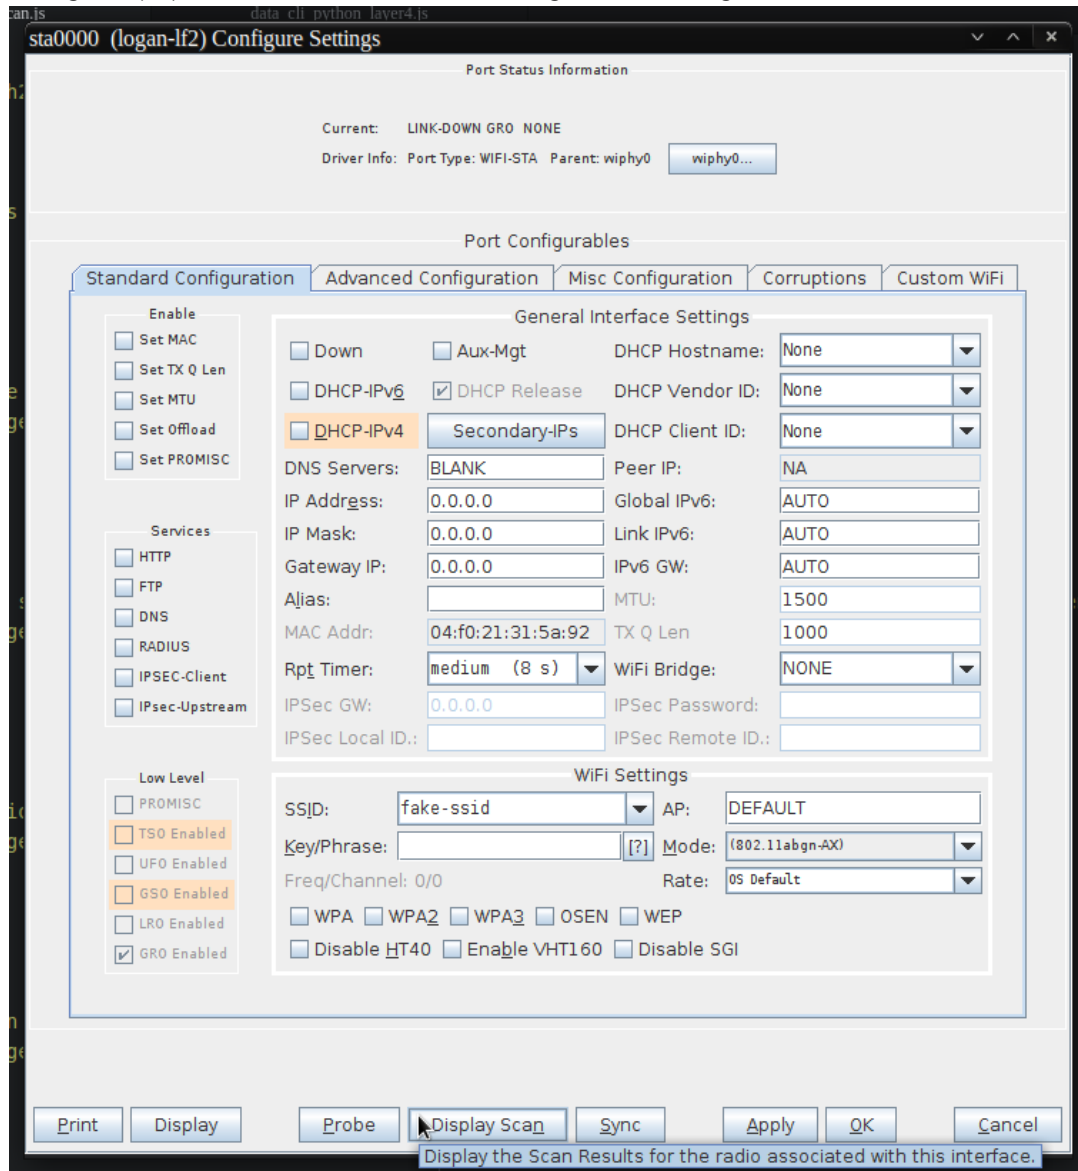 can.js data cli python layer4.js
sta0000 (logan-lf2) Configure Settings
Port Status Information
Current: LINK-DOWN GRO NONE
Driver Info: Port Type: WIFI-STA Parent: wiphy0 wiphy0...
Port Configurables
Standard Configuration Advanced Configuration Misc Configuration Corruptions Custom WiFi
Enable
Set MAC
Set TX Q Len
Set MTU
Set Offload
Set PROMISC
Services
HTTP
FTP
DNS
RADIUS
IPSEC-Client
IPsec-Upstream
Low Level
PROMISC
TSO Enabled
UFO Enabled
GSO Enabled
LRO Enabled
GRO Enabled
General Interface Settings
Down Aux-Mgt DHCP Hostname: None
DHCP-IPv6 DHCP Release DHCP Vendor ID: None
DHCP-IPv4 Secondary-IPs DHCP Client ID: None
DNS Servers: BLANK Peer IP: NA
IP Address: 0.0.0.0 Global IPv6: AUTO
IP Mask: 0.0.0.0 Link IPv6: AUTO
Gateway IP: 0.0.0.0 IPv6 GW: AUTO
Alias: MTU: 1500
MAC Addr: 04:f0:21:31:5a:92 TX Q Len 1000
Rpt Timer: medium (8 s) WiFi Bridge: NONE
IPSec GW: 0.0.0.0 IPSec Password:
IPSec Local ID.: IPSec Remote ID.:
WiFi Settings
SSID: fake-ssid AP: DEFAULT
Key/Phrase: [?] Mode: (802.11abgn-AX)
Freq/Channel: 0/0 Rate: OS Default
WPA WPA2 WPA3 OSEN WEP
Disable HT40 Enable VHT160 Disable SGI
Print Display Probe Display Scan Sync Apply OK Cancel
Display the Scan Results for the radio associated with this interface.